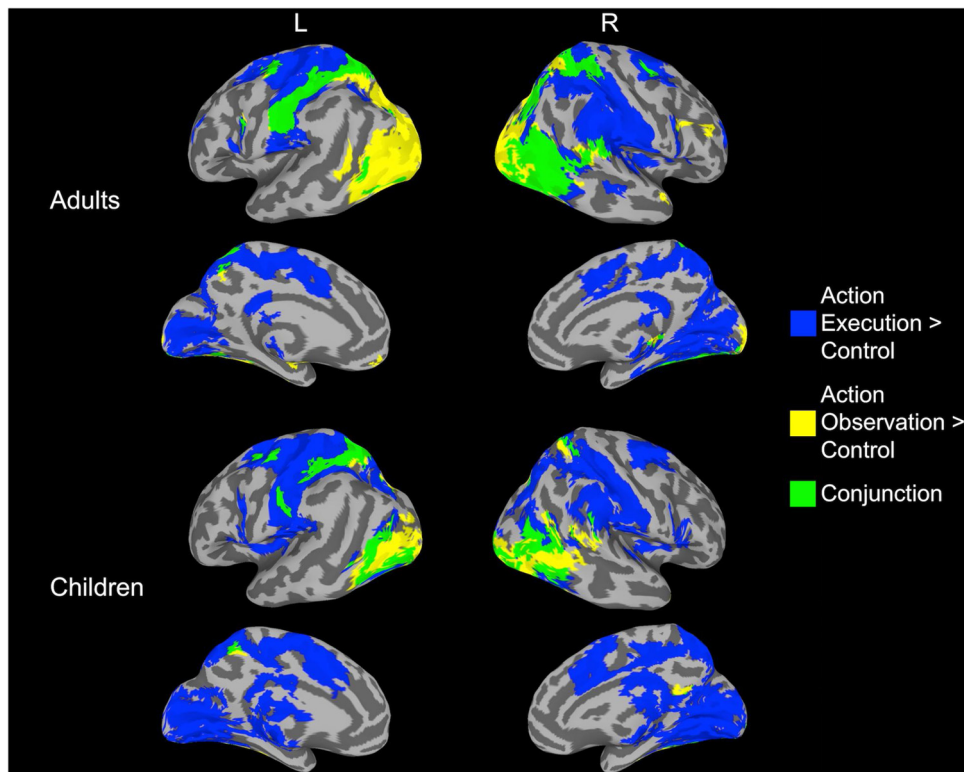 L
R
Adults
Action
Execution >
Control
Action
Observation >
Control
Conjunction
Children